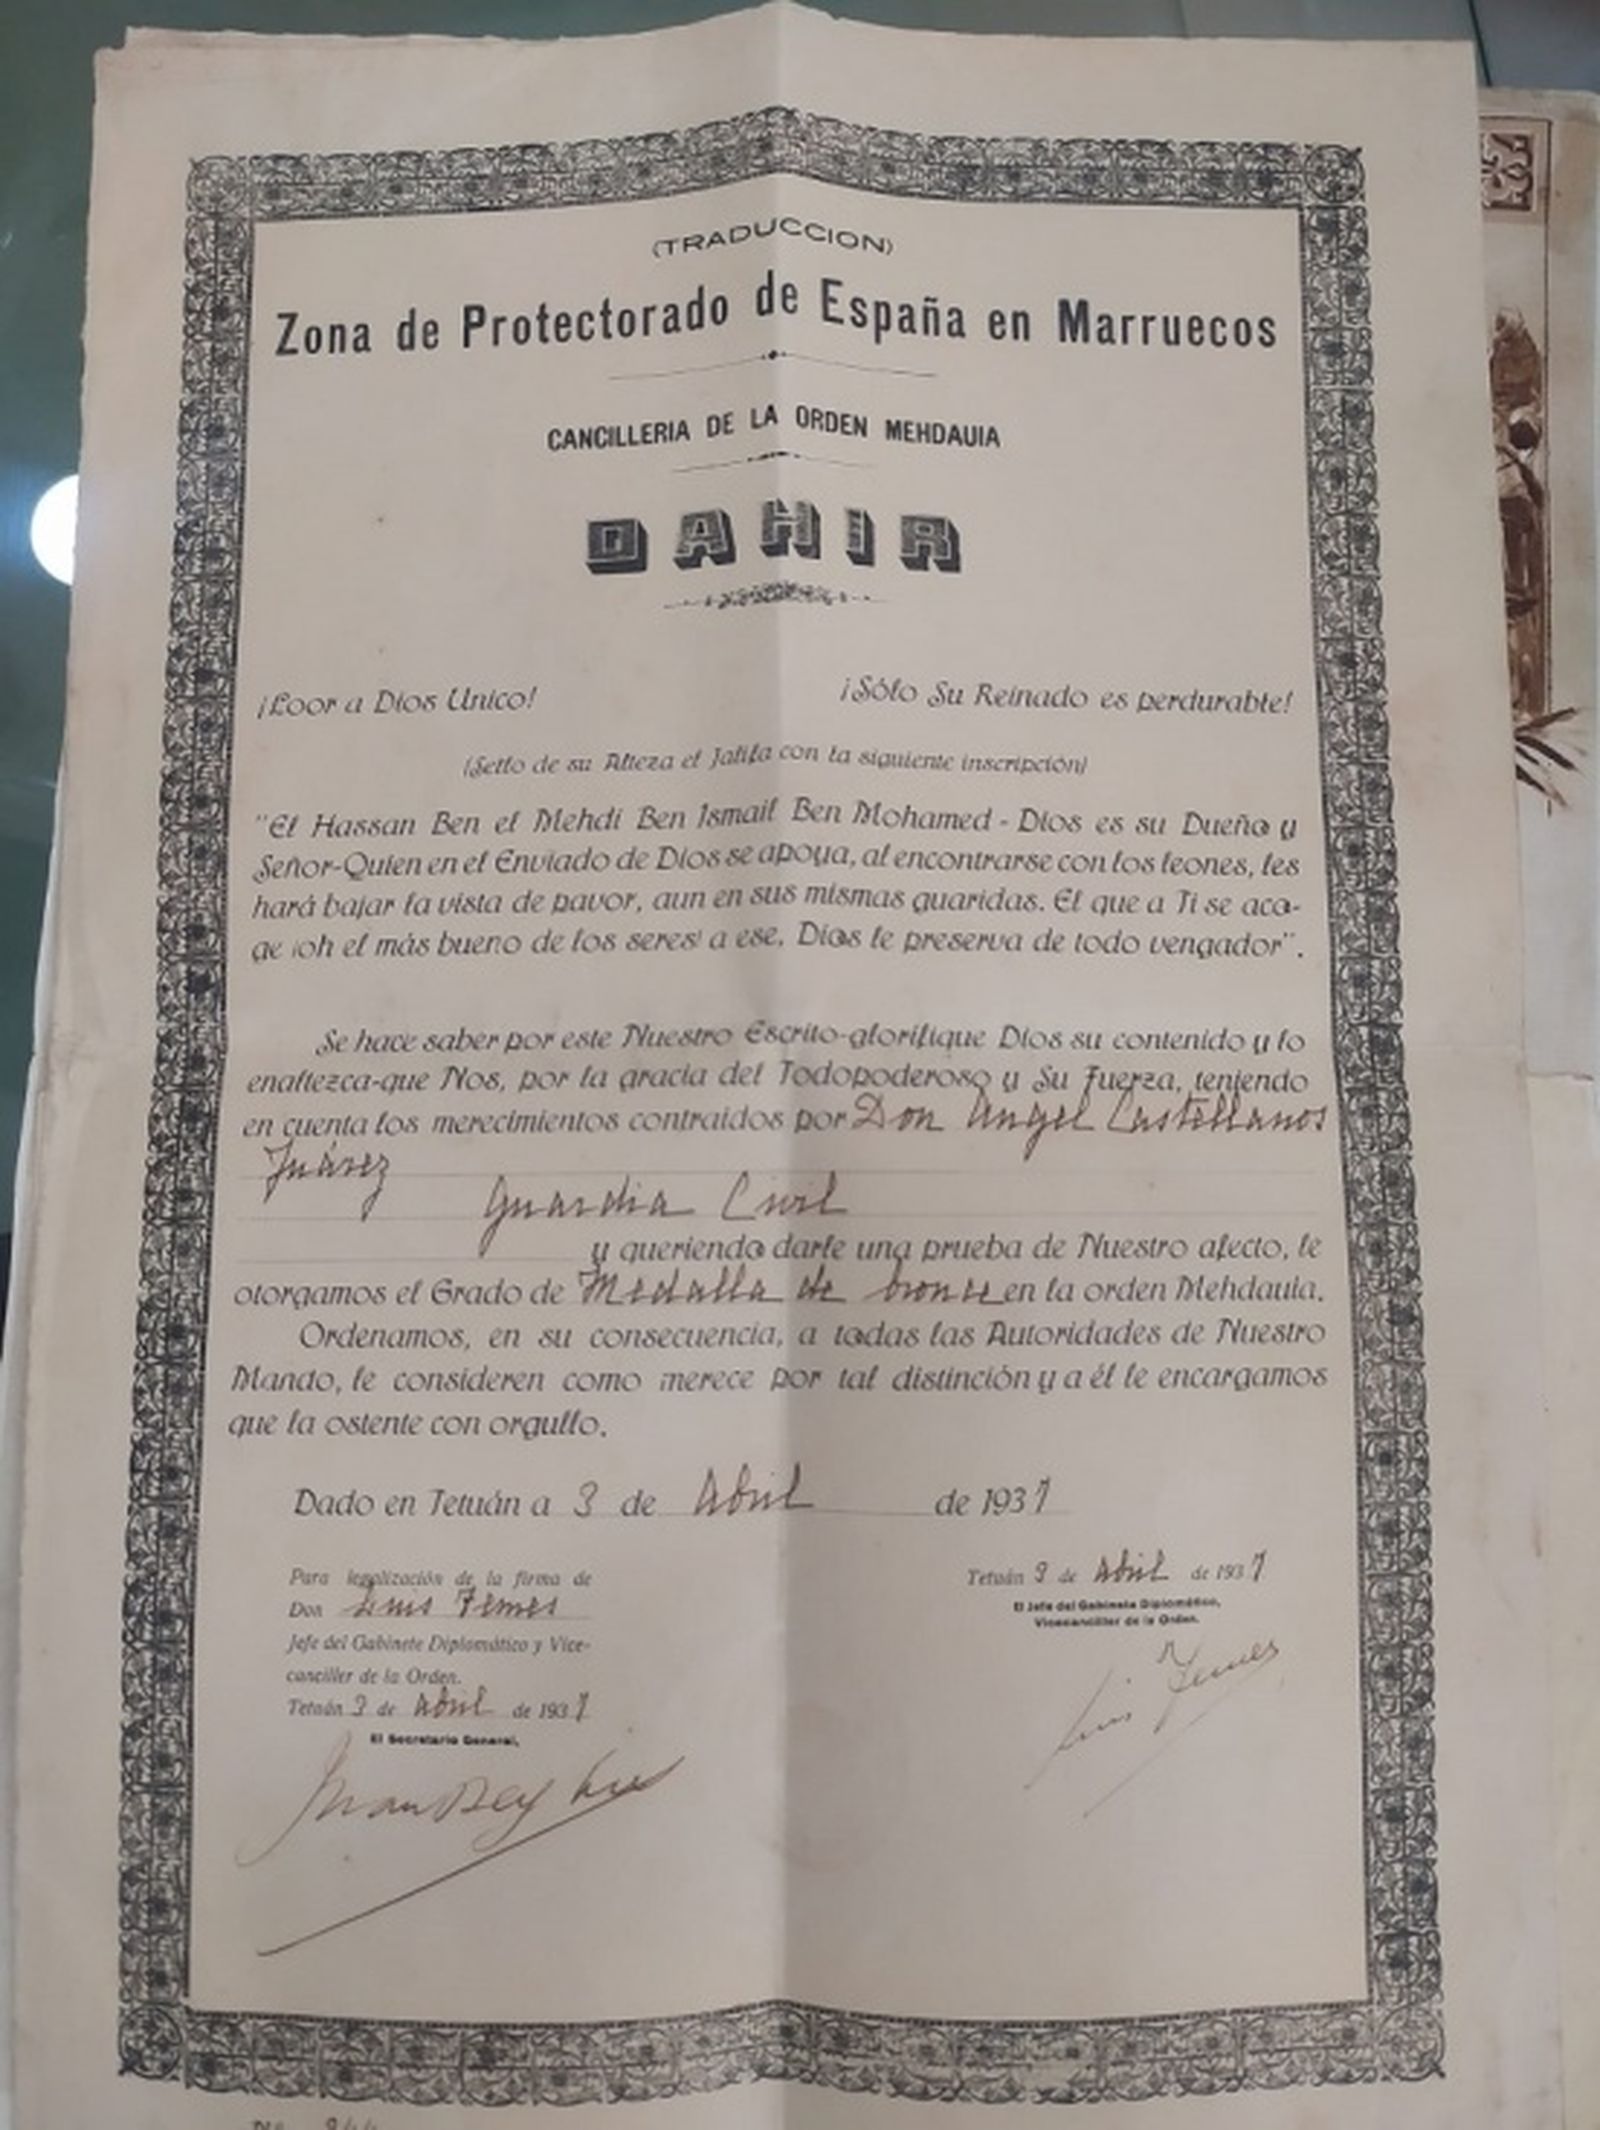 (TRADUCCION)
Zona de Protectorado de España en Marruecos
CANCILLERIA DE LA ORDEN MEHDAUIA
DAHIR
¡Loor a Dios Unico! ¡Sólo Su Reinado es perdurable!
(Sello de su Alteza el Jalifa con la siguiente inscripción)
"El Hassan Ben el Mehdi Ben Ismail Ben Mohamed - Dios es su Dueño y
Señor-Quien en el Enviado de Dios se apoya, al encontrarse con los leones, les
hará bajar la vista de pavor, aun en sus mismas guaridas. El que a Ti se aco-
ge ¡oh el más bueno de los seres! a ese, Dios le preserva de todo vengador".
Se hace saber por este Nuestro Escrito-glorifique Dios su contenido y lo
enaltezca-que Nos, por la gracia del Todopoderoso y Su Fuerza, teniendo
en cuenta los merecimientos contraidos por Don Angel Castellanos
Juárez
Guardia Civil
y queriendo darle una prueba de Nuestro afecto, le
otorgamos el Grado de Medalla de bronce en la orden Mehdauia.
Ordenamos, en su consecuencia, a todas las Autoridades de Nuestro
Mando, le consideren como merece por tal distinción y a él le encargamos
que la ostente con orgullo.
Dado en Tetuán a 3 de Abril de 1937
Para legalización de la firma de
Don Luis Temes
Jefe del Gabinete Diplomático y Vice-
canciller de la Orden.
Tetuán 3 de Abril de 1937
El Secretario General,
Tetuán 3 de Abril de 1937
El Jefe del Gabinete Diplomático,
Vicecanciller de la Orden.
Luis Temes